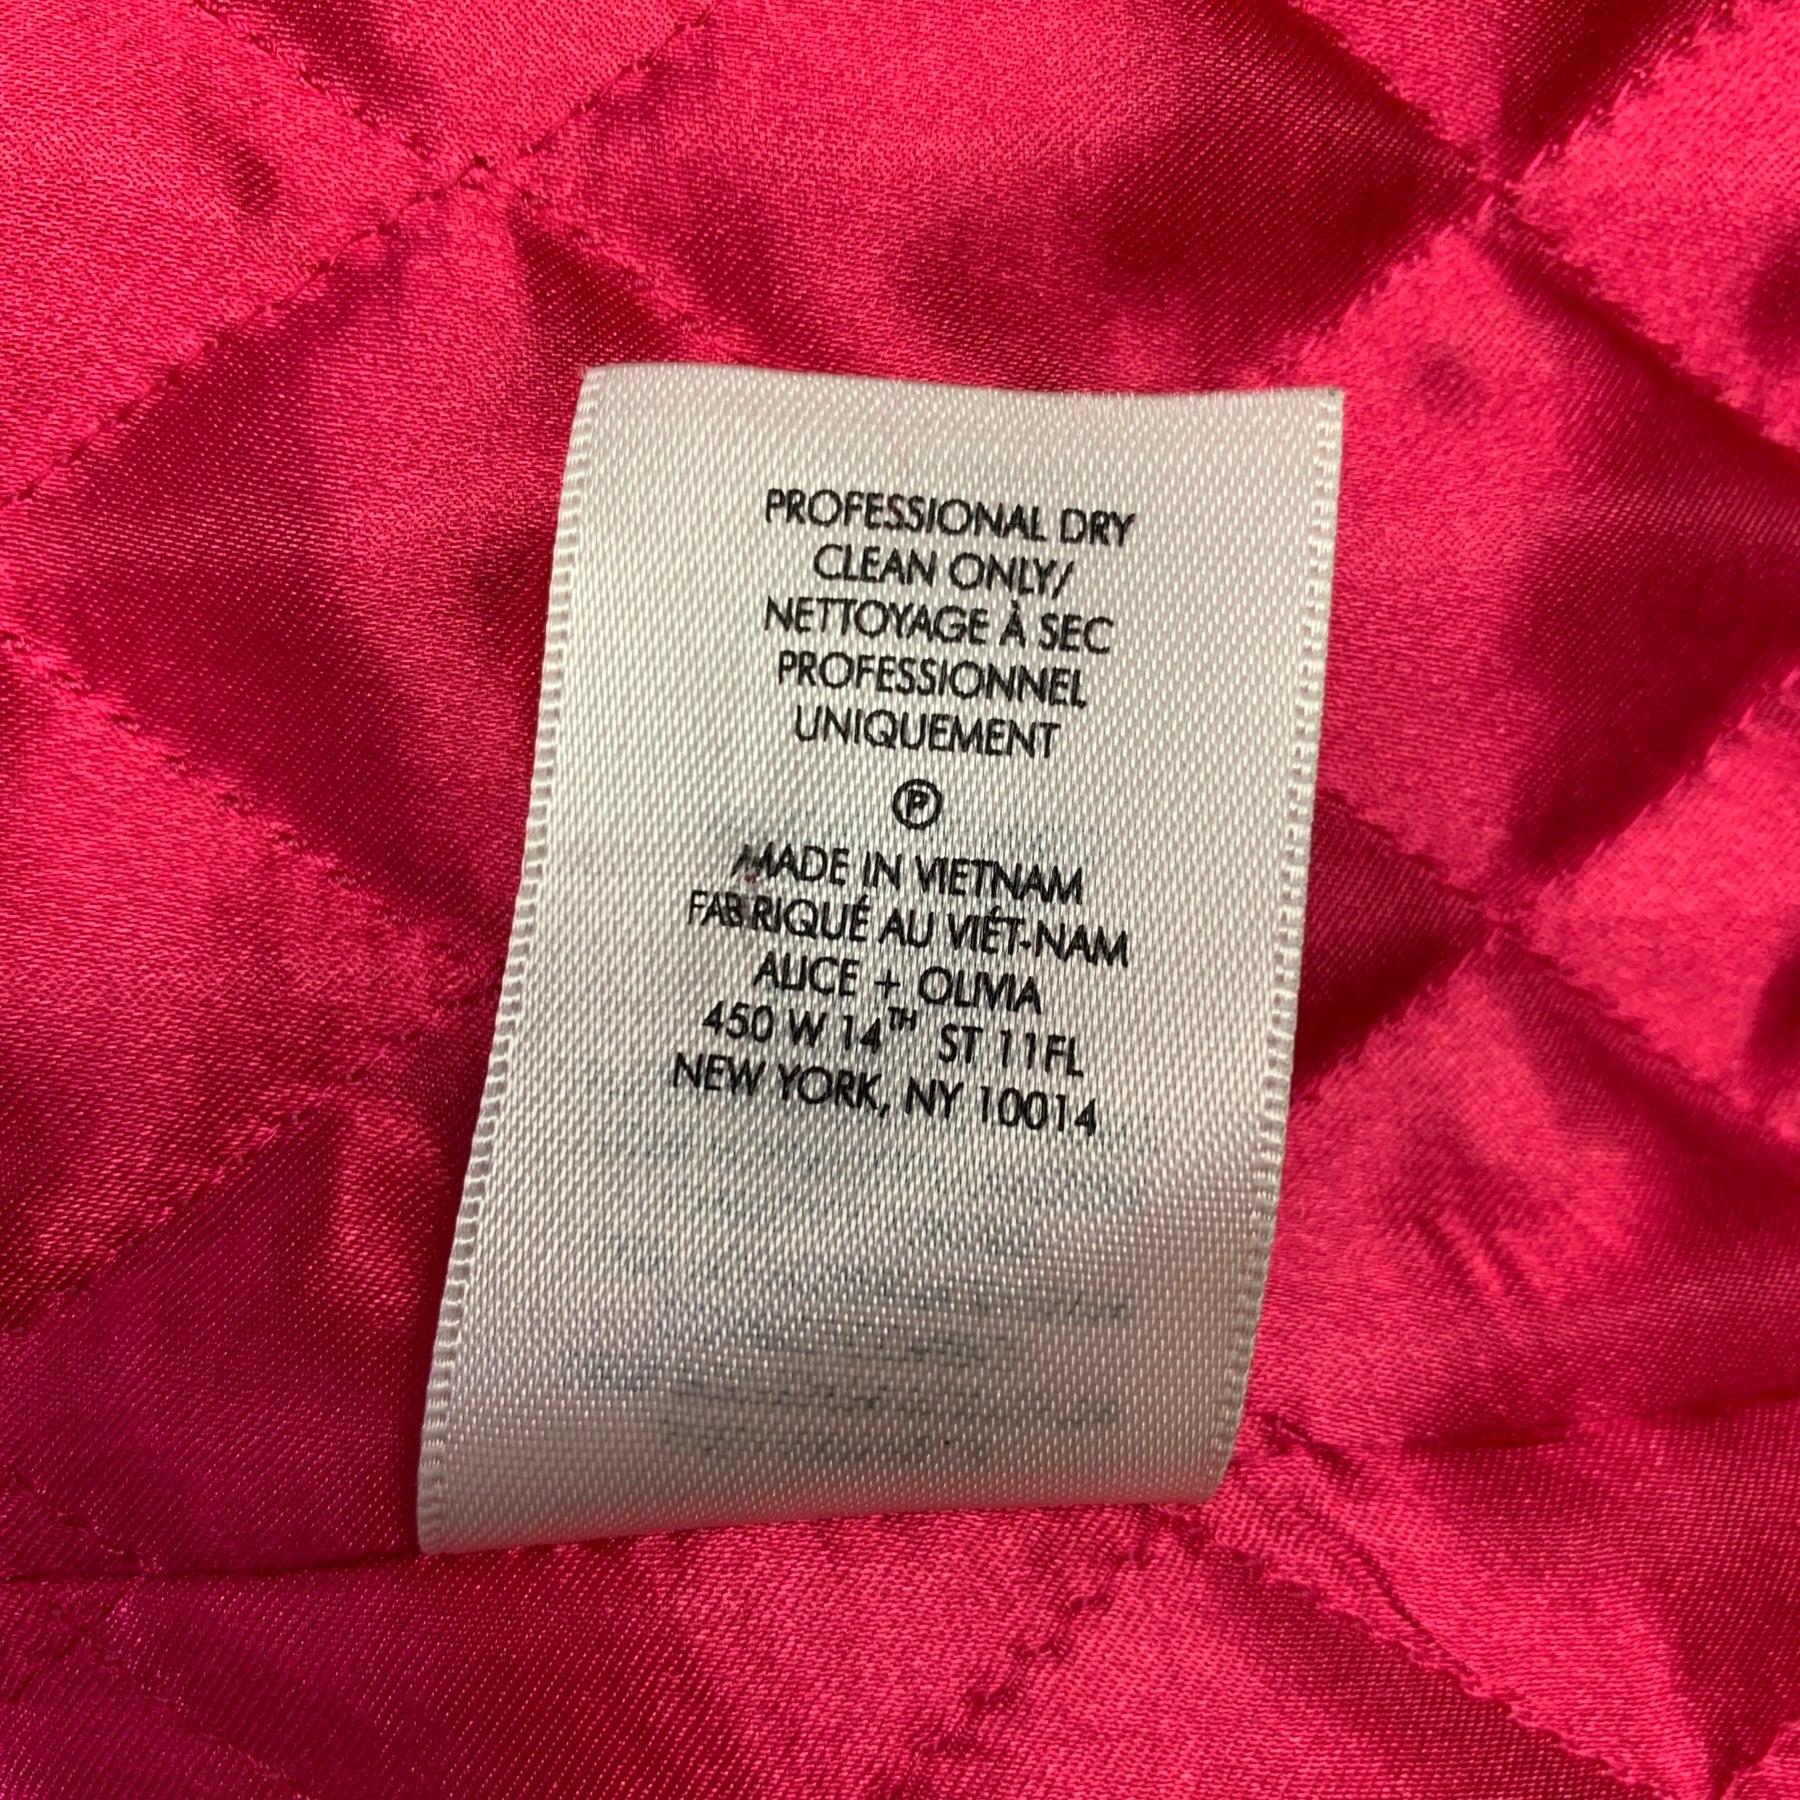 PROFESSIONAL DRY
CLEAN ONLY/
NETTOYAGE À SEC
PROFESSIONNEL
UNIQUEMENT
Ⓟ
MADE IN VIETNAM
FABRIQUÉ AU VIÊT-NAM
ALICE + OLIVIA
450 W 14TH ST 11FL
NEW YORK, NY 10014